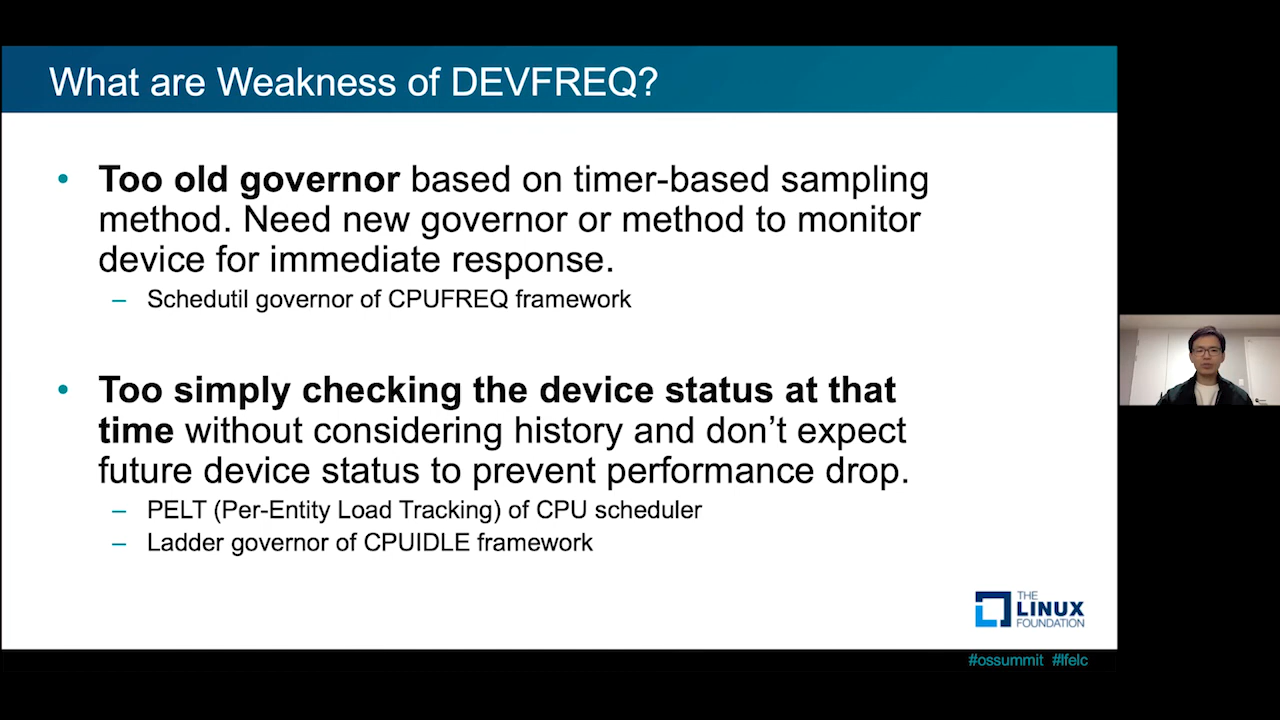 What are Weakness of DEVFREQ?
• Too old governor based on timer-based sampling
method. Need new governor or method to monitor
device for immediate response.
– Schedutil governor of CPUFREQ framework
• Too simply checking the device status at that
time without considering history and don’t expect
future device status to prevent performance drop.
– PELT (Per-Entity Load Tracking) of CPU scheduler
– Ladder governor of CPUIDLE framework
THE
LINUX
FOUNDATION
#ossummit #lfelc